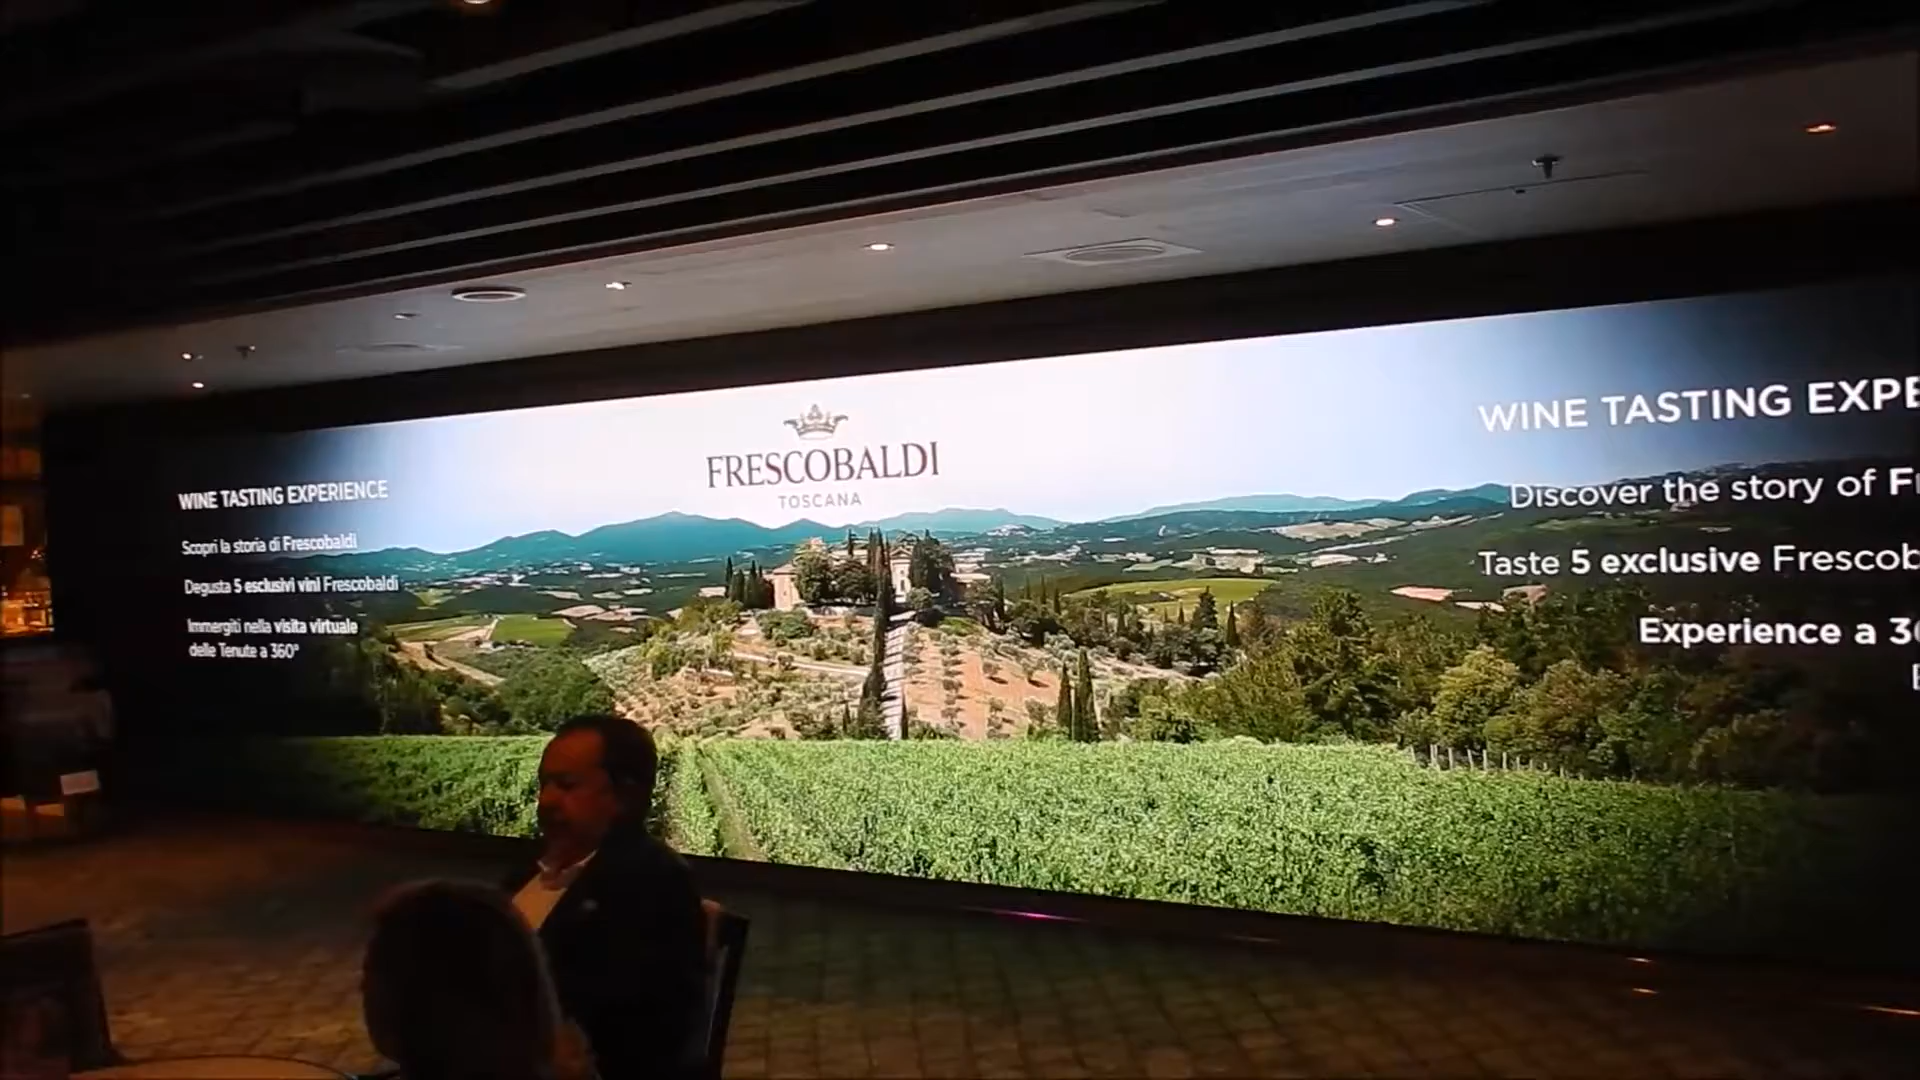 FRESCOBALDI
TOSCANA
WINE TASTING EXPERIENCE
Scopri la storia di Frescobaldi
Degusta 5 esclusivi vini Frescobaldi
Immergiti nella visita virtuale
delle Tenute a 360°
WINE TASTING EXPE
Discover the story of F
Taste 5 exclusive Frescob
Experience a 3